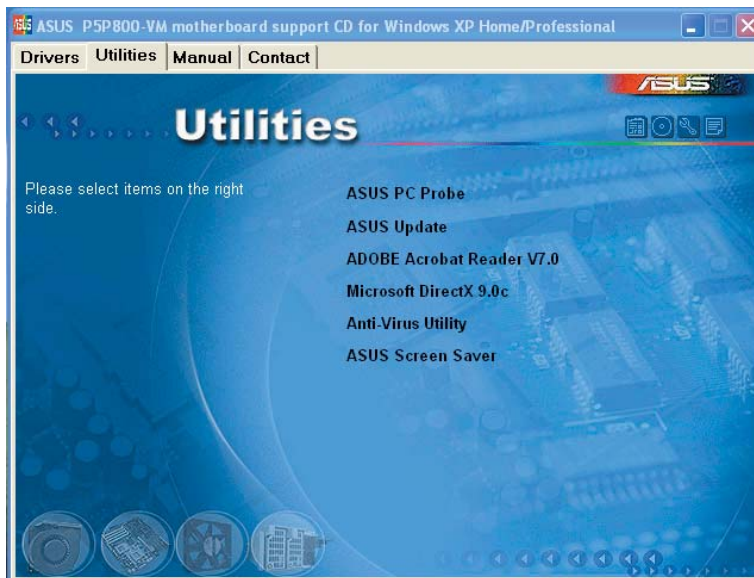 ASUS P5P800-VM motherboard support CD for Windows XP Home/Professional
Drivers Utilities Manual Contact
ASUS
Utilities
Please select items on the right
side.
ASUS PC Probe
ASUS Update
ADOBE Acrobat Reader V7.0
Microsoft DirectX 9.0c
Anti-Virus Utility
ASUS Screen Saver